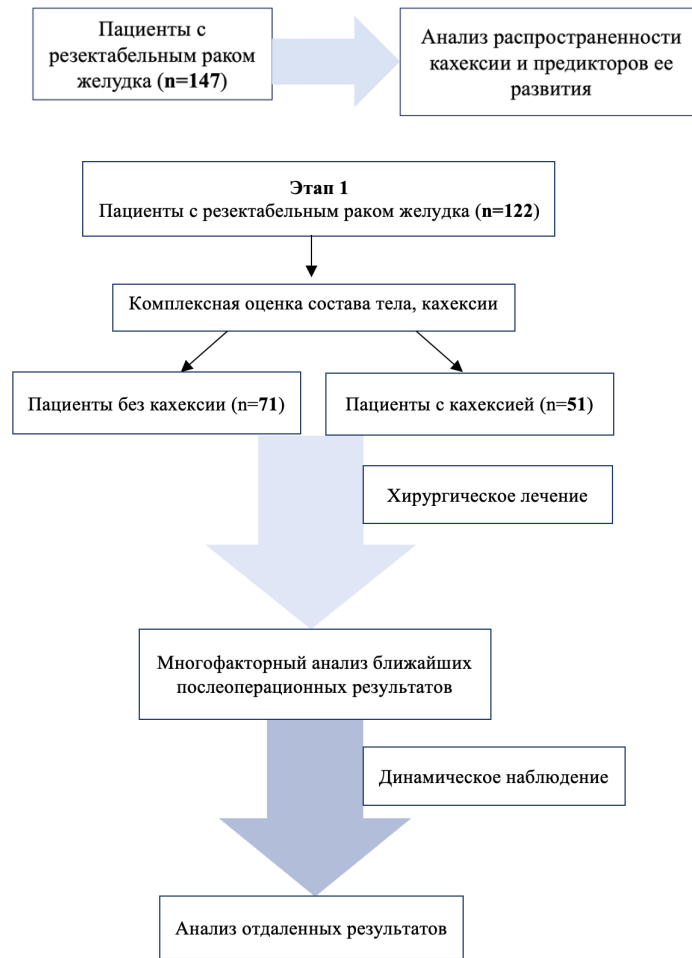 Пациенты с
резектабельным раком
желудка (n=147)
Анализ распространенности
кахексии и предикторов ее
развития
Этап 1
Пациенты с резектабельным раком желудка (n=122)
Комплексная оценка состава тела, кахексии
Пациенты без кахексии (n=71)
Пациенты с кахексией (n=51)
Хирургическое лечение
Многофакторный анализ ближайших
послеоперационных результатов
Динамическое наблюдение
Анализ отдаленных результатов